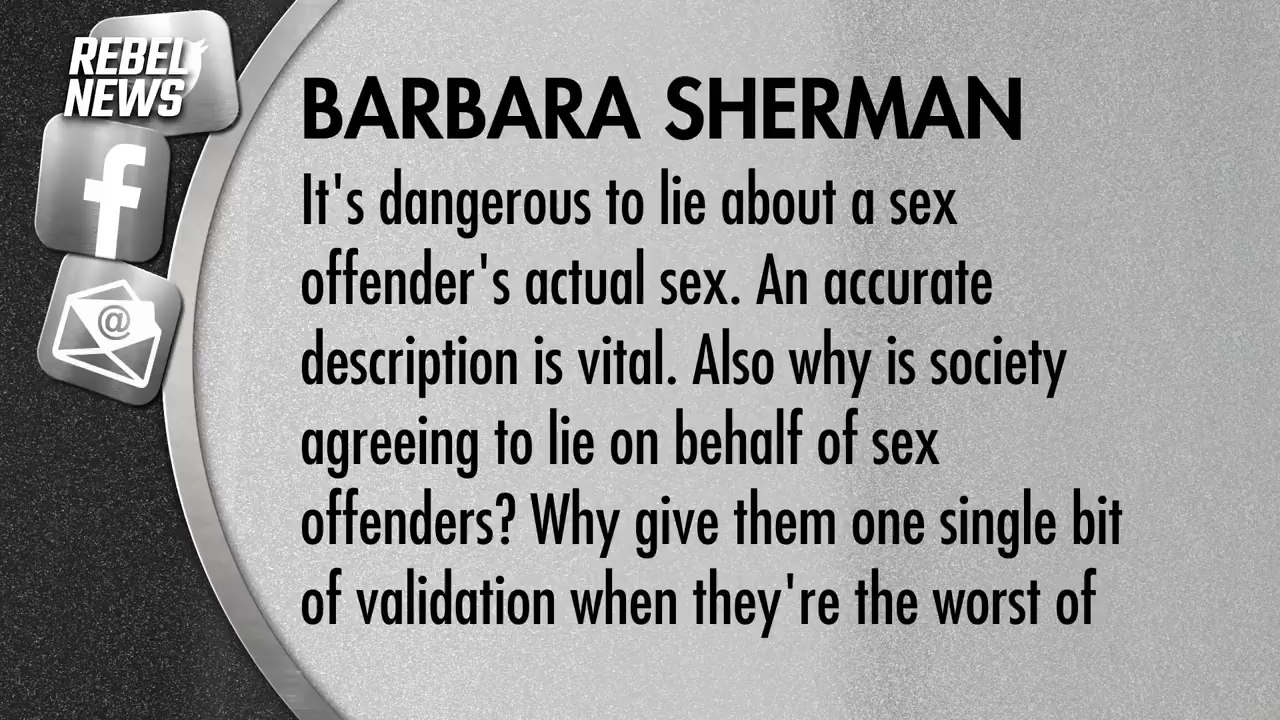 REBEL
NEWS
f
@
BARBARA SHERMAN
It's dangerous to lie about a sex
offender's actual sex. An accurate
description is vital. Also why is society
agreeing to lie on behalf of sex
offenders? Why give them one single bit
of validation when they're the worst of